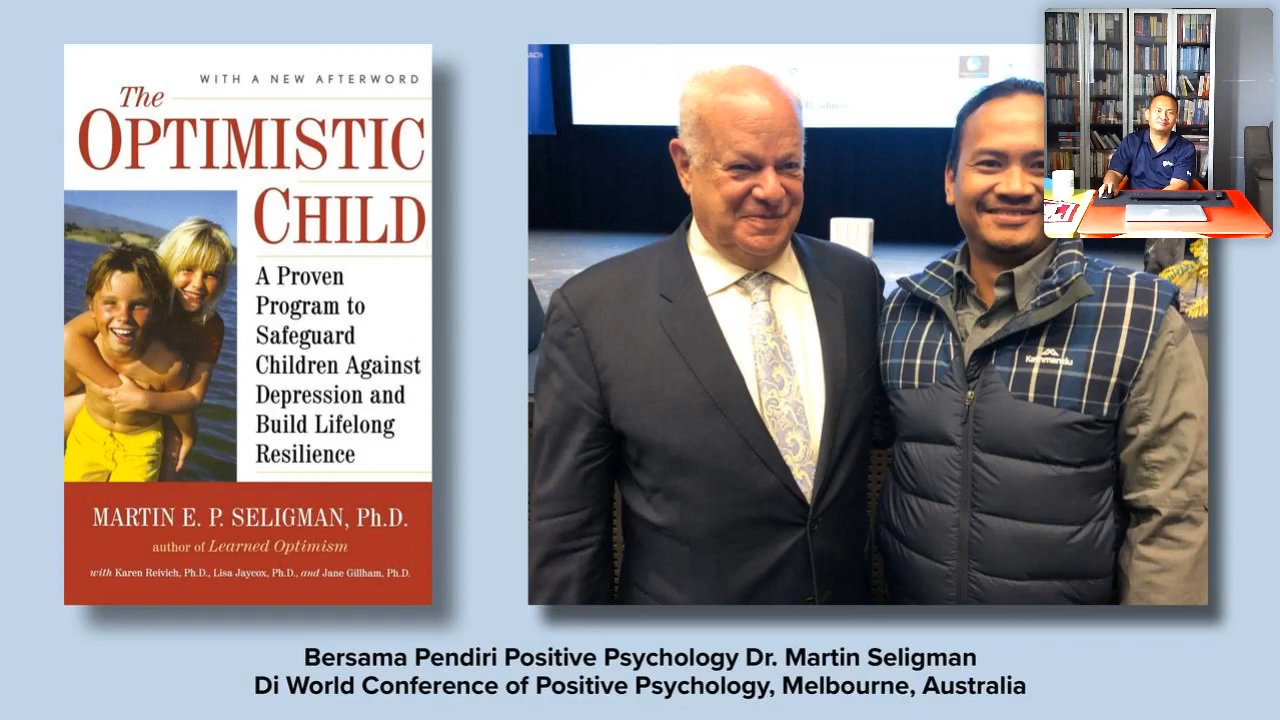 WITH A NEW AFTERWORD
The
OPTIMISTIC
CHILD
A Proven
Program to
Safeguard
Children Against
Depression and
Build Lifelong
Resilience
MARTIN E. P. SELIGMAN, Ph.D.
author of Learned Optimism
with Karen Reivich, Ph.D., Lisa Jaycox, Ph.D., and Jane Gillham, Ph.D.
Kathmandu
Bersama Pendiri Positive Psychology Dr. Martin Seligman
Di World Conference of Positive Psychology, Melbourne, Australia